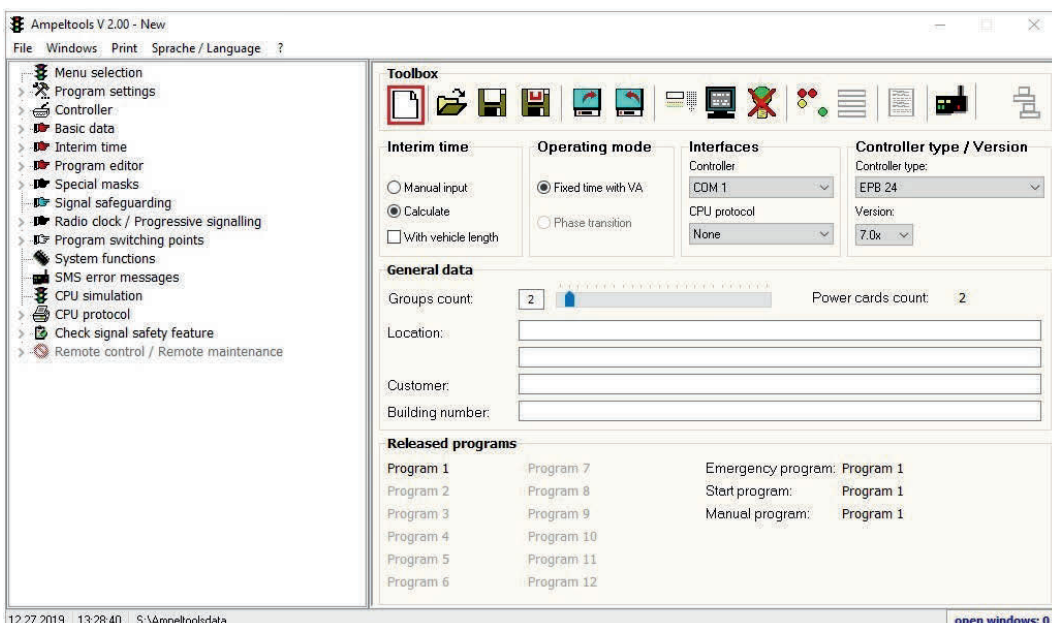 Ampeltools V 2.00 - New
File Windows Print Sprache / Language ?
Menu selection
Program settings
Controller
Basic data
Interim time
Program editor
Special masks
Signal safeguarding
Radio clock / Progressive signalling
Program switching points
System functions
SMS error messages
CPU simulation
CPU protocol
Check signal safety feature
Remote control / Remote maintenance
Toolbox
Interim time
Manual input
Calculate
With vehicle length
Operating mode
Fixed time with VA
Phase transition
Interfaces
Controller
COM 1
CPU protocol
None
Controller type / Version
Controller type:
EPB 24
Version:
7.0x
General data
Groups count: 2 Power cards count: 2
Location:
Customer:
Building number:
Released programs
Program 1 Program 7 Emergency program: Program 1
Program 2 Program 8 Start program: Program 1
Program 3 Program 9 Manual program: Program 1
Program 4 Program 10
Program 5 Program 11
Program 6 Program 12
12.27.2019 13:28:40 S:\Ampeltoolsdata open windows: 0